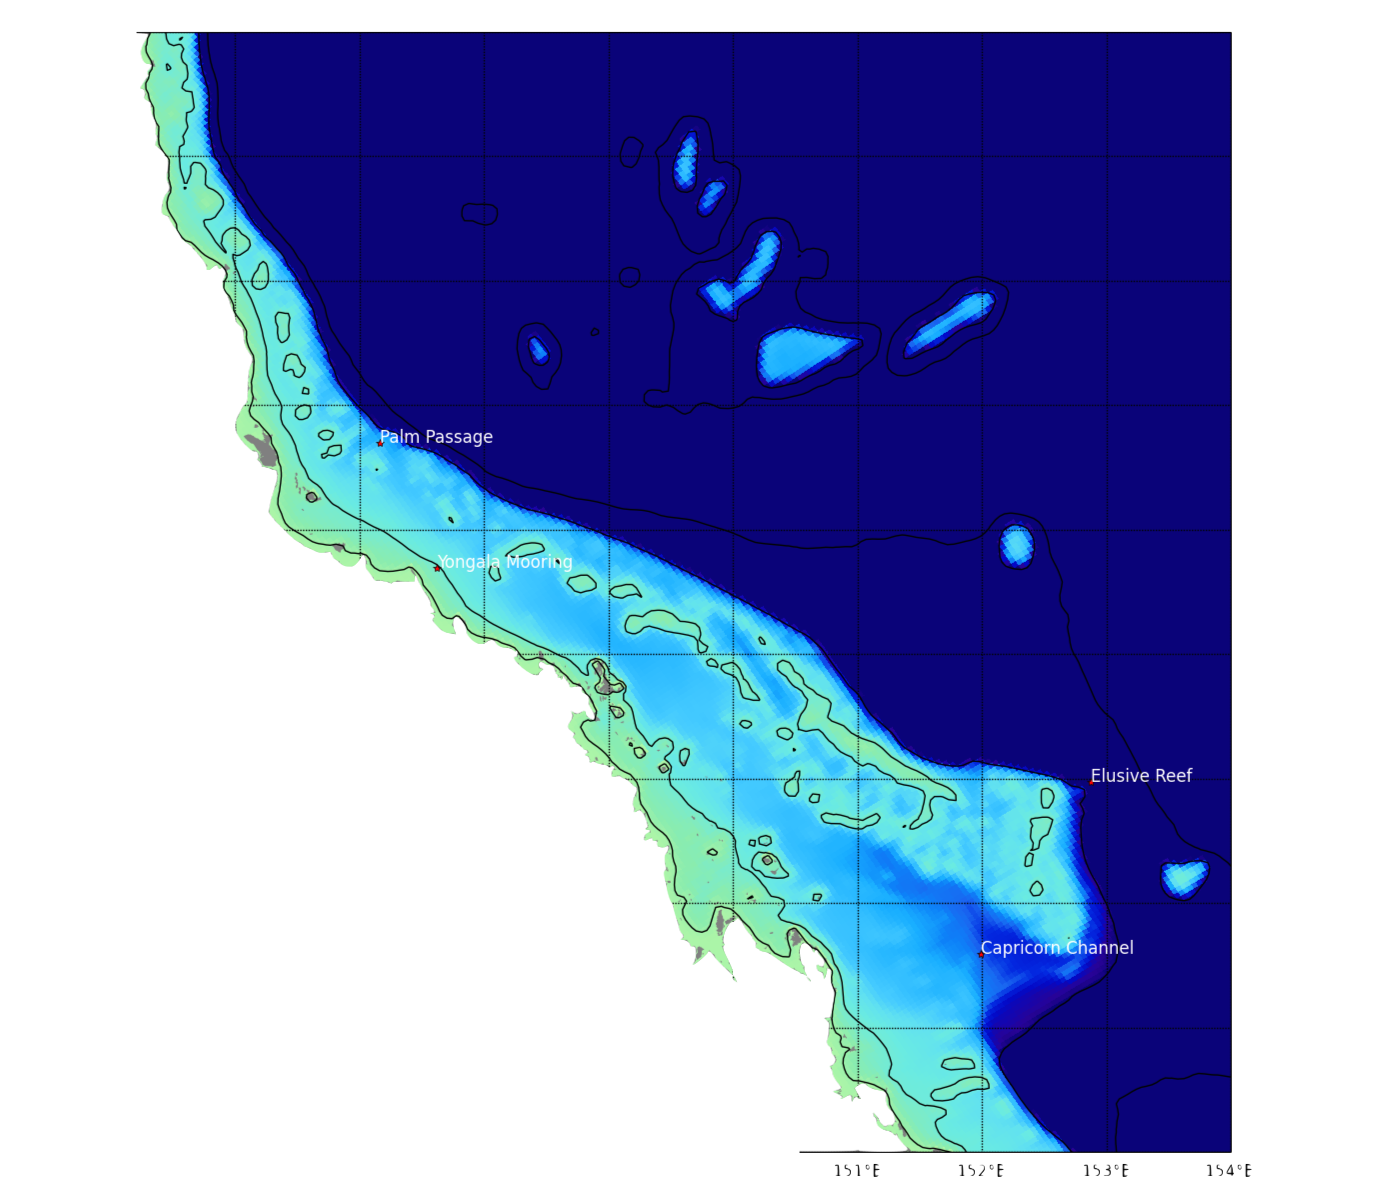 Palm Passage
Yongala Mooring
Elusive Reef
Capricorn Channel
151°E 152°E 153°E 154°E